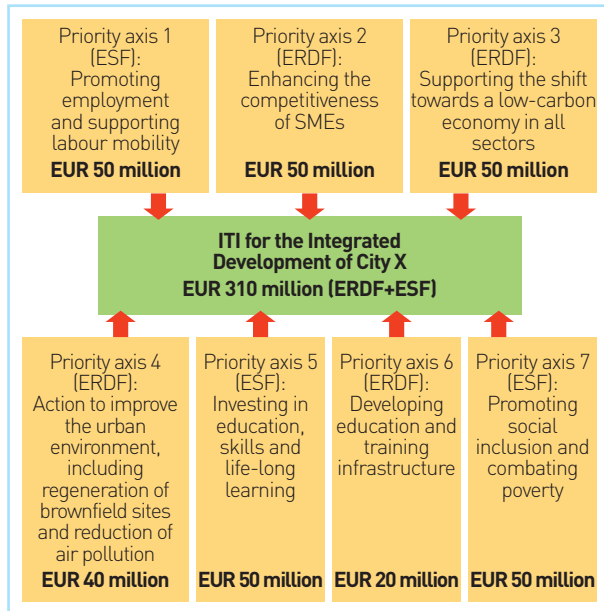 Priority axis 1
(ESF):
Promoting
employment
and supporting
labour mobility
EUR 50 million
Priority axis 2
(ERDF):
Enhancing the
competitiveness
of SMEs
EUR 50 million
Priority axis 3
(ERDF):
Supporting the shift
towards a low-carbon
economy in all
sectors
EUR 50 million
ITI for the Integrated
Development of City X
EUR 310 million (ERDF+ESF)
Priority axis 4
(ERDF):
Action to improve
the urban
environment,
including
regeneration of
brownfield sites
and reduction of
air pollution
EUR 40 million
Priority axis 5
(ESF):
Investing in
education,
skills and
life-long
learning
EUR 50 million
Priority axis 6
(ERDF):
Developing
education and
training
infrastructure
EUR 20 million
Priority axis 7
(ESF):
Promoting
social
inclusion and
combating
poverty
EUR 50 million